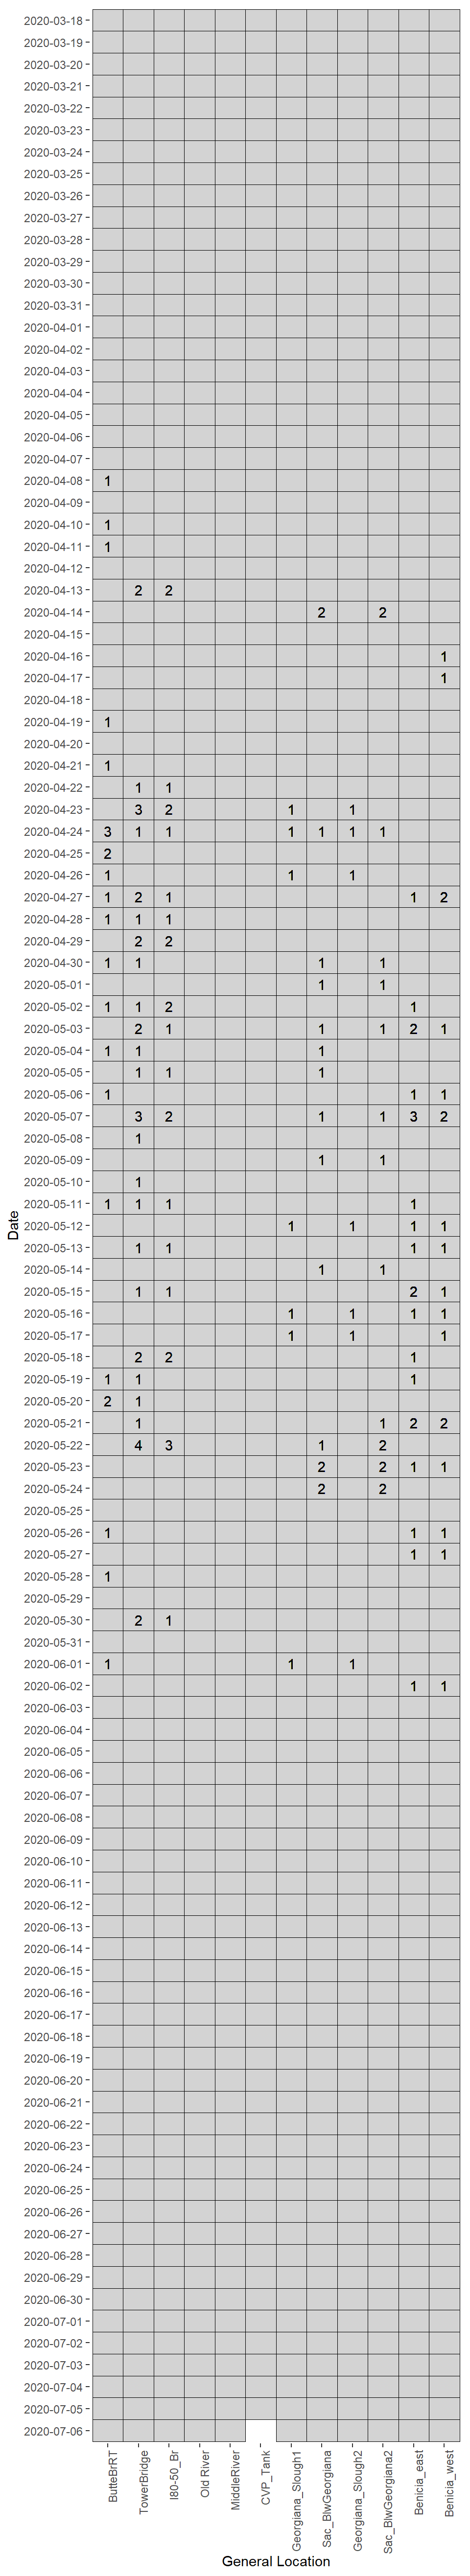 2020-03-18
2020-03-19
2020-03-20
2020-03-21
2020-03-22
2020-03-23
2020-03-24
2020-03-25
2020-03-26
2020-03-27
2020-03-28
2020-03-29
2020-03-30
2020-03-31
2020-04-01
2020-04-02
2020-04-03
2020-04-04
2020-04-05
2020-04-06
2020-04-07
2020-04-08 1
2020-04-09
2020-04-10 1
2020-04-11 1
2020-04-12
2020-04-13 2 2
2020-04-14 2 2
2020-04-15
2020-04-16 1
2020-04-17 1
2020-04-18
2020-04-19 1
2020-04-20
2020-04-21 1
2020-04-22 1 1
2020-04-23 3 2 1 1
2020-04-24 3 1 1 1 1 1 1
2020-04-25 2
2020-04-26 1 1 1
2020-04-27 1 2 1 1 2
2020-04-28 1 1 1
2020-04-29 2 2
2020-04-30 1 1 1 1
2020-05-01 1 1
2020-05-02 1 1 2 1
2020-05-03 2 1 1 1 2 1
2020-05-04 1 1 1
2020-05-05 1 1 1
2020-05-06 1 1 1
2020-05-07 3 2 1 1 3 2
2020-05-08 1
2020-05-09 1 1
2020-05-10 1
2020-05-11 1 1 1 1
2020-05-12 1 1 1 1
2020-05-13 1 1 1 1
2020-05-14 1 1
2020-05-15 1 1 2 1
2020-05-16 1 1 1 1
2020-05-17 1 1 1
2020-05-18 2 2 1
2020-05-19 1 1 1
2020-05-20 2 1
2020-05-21 1 1 2 2
2020-05-22 4 3 1 2
2020-05-23 2 2 1 1
2020-05-24 2 2
2020-05-25
2020-05-26 1 1 1
2020-05-27 1 1
2020-05-28 1
2020-05-29
2020-05-30 2 1
2020-05-31
2020-06-01 1 1 1
2020-06-02 1 1
2020-06-03
2020-06-04
2020-06-05
2020-06-06
2020-06-07
2020-06-08
2020-06-09
2020-06-10
2020-06-11
2020-06-12
2020-06-13
2020-06-14
2020-06-15
2020-06-16
2020-06-17
2020-06-18
2020-06-19
2020-06-20
2020-06-21
2020-06-22
2020-06-23
2020-06-24
2020-06-25
2020-06-26
2020-06-27
2020-06-28
2020-06-29
2020-06-30
2020-07-01
2020-07-02
2020-07-03
2020-07-04
2020-07-05
2020-07-06
Date
ButteBrRT
TowerBridge
I80-50_Br
Old River
MiddleRiver
CVP_Tank
Georgiana_Slough1
Sac_BlwGeorgiana
Georgiana_Slough2
Sac_BlwGeorgiana2
Benicia_east
Benicia_west
General Location